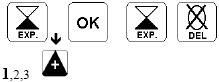 EXP. OK EXP. DEL
1,2,3 +